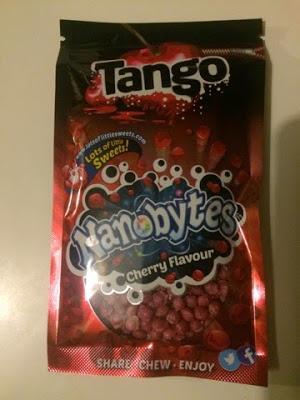 Tango
Lots of Little
Sweets!
Nanobytes
Cherry Flavour
SHARE · CHEW · ENJOY